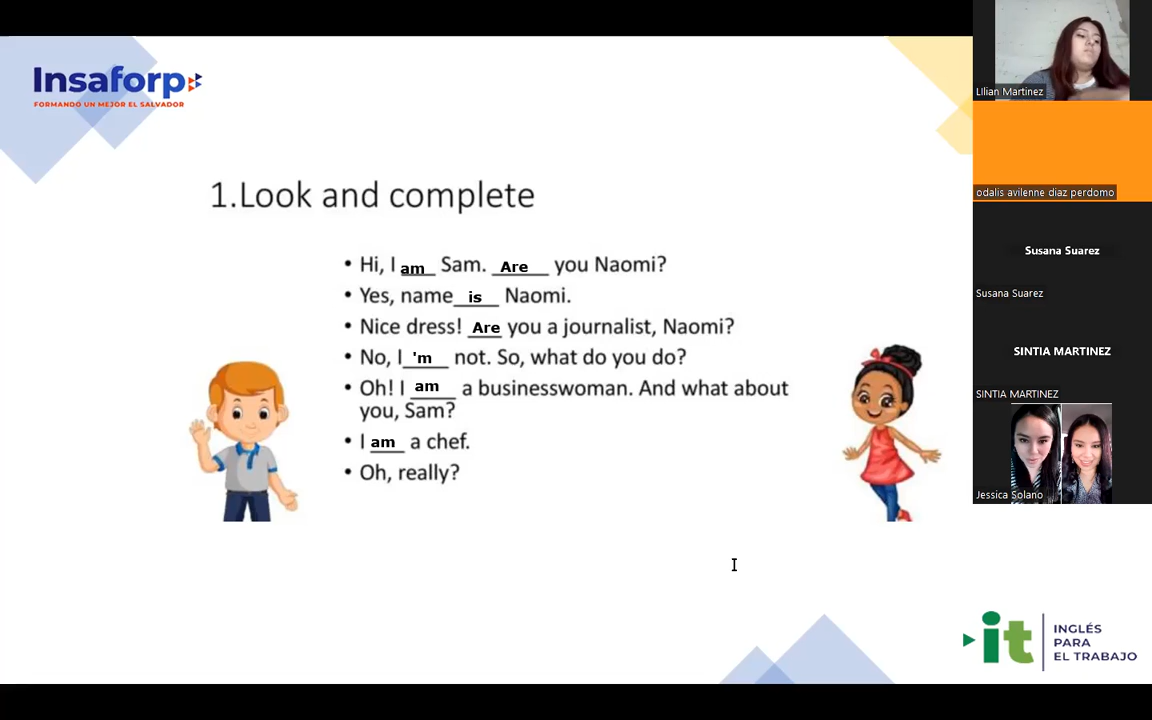 Insaforp
FORMANDO UN MEJOR EL SALVADOR
1.Look and complete
• Hi, I am Sam. Are you Naomi?
• Yes, name is Naomi.
• Nice dress! Are you a journalist, Naomi?
• No, I 'm not. So, what do you do?
• Oh! I am a businesswoman. And what about
you, Sam?
• I am a chef.
• Oh, really?
LIlian Martinez
odalis avilenne diaz perdomo
Susana Suarez
Susana Suarez
SINTIA MARTINEZ
SINTIA MARTINEZ
Jessica Solano
it
INGLÉS
PARA
EL TRABAJO